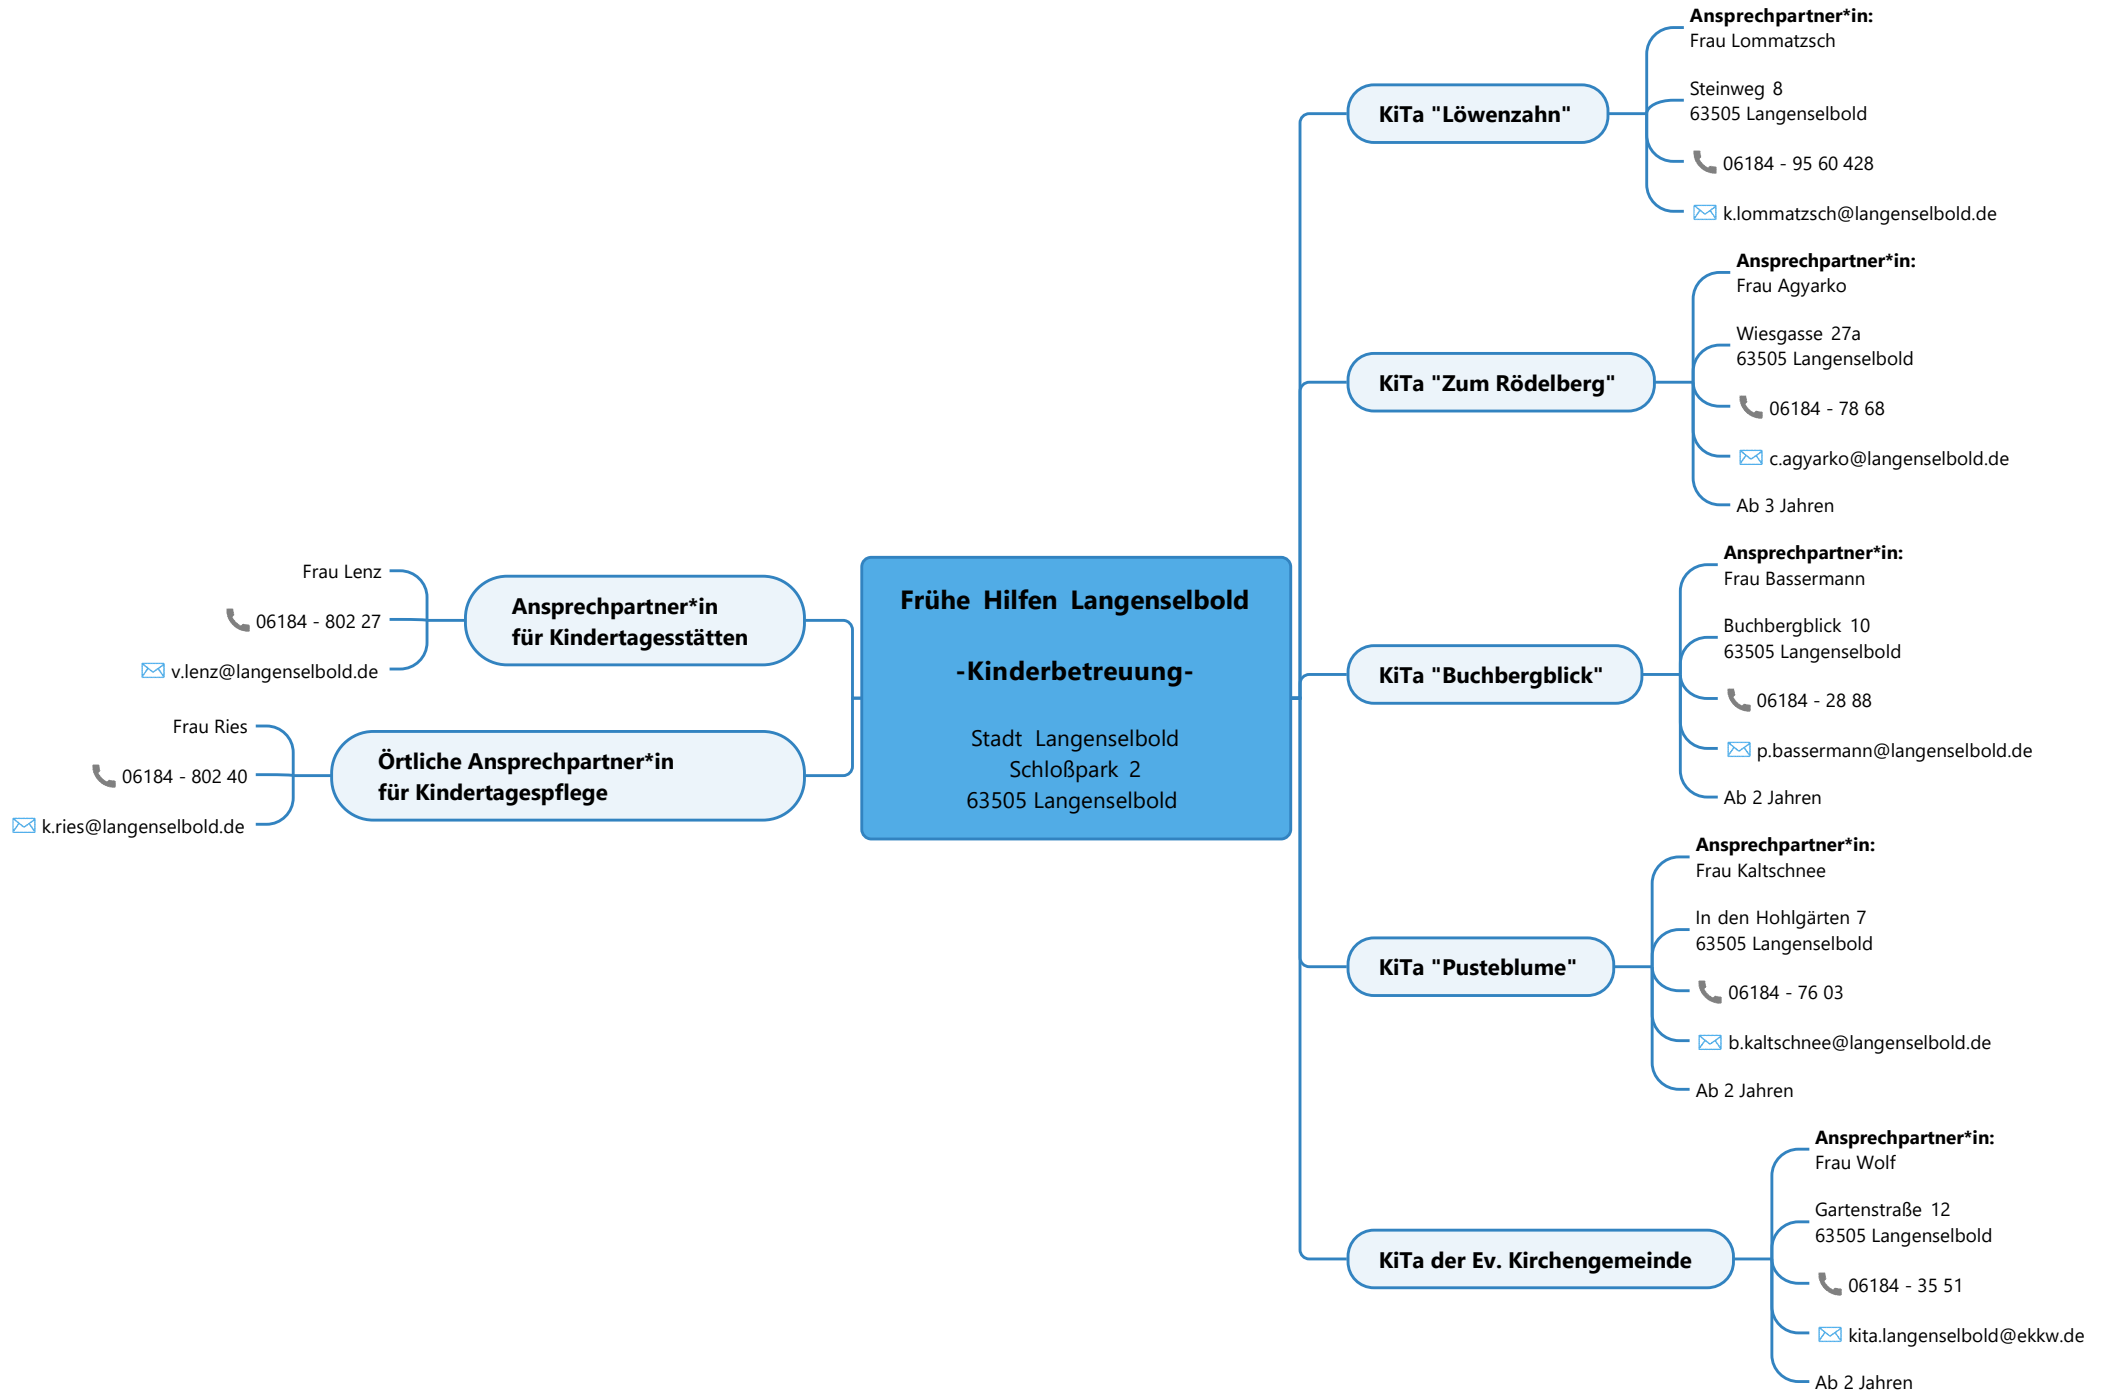 Frühe Hilfen Langenselbold
-Kinderbetreuung-
Stadt Langenselbold
Schloßpark 2
63505 Langenselbold
Ansprechpartner*in
für Kindertagesstätten
Frau Lenz
06184 - 802 27
v.lenz@langenselbold.de
Örtliche Ansprechpartner*in
für Kindertagespflege
Frau Ries
06184 - 802 40
k.ries@langenselbold.de
KiTa "Löwenzahn"
Ansprechpartner*in:
Frau Lommatzsch
Steinweg 8
63505 Langenselbold
06184 - 95 60 428
k.lommatzsch@langenselbold.de
KiTa "Zum Rödelberg"
Ansprechpartner*in:
Frau Agyarko
Wiesgasse 27a
63505 Langenselbold
06184 - 78 68
c.agyarko@langenselbold.de
Ab 3 Jahren
KiTa "Buchbergblick"
Ansprechpartner*in:
Frau Bassermann
Buchbergblick 10
63505 Langenselbold
06184 - 28 88
p.bassermann@langenselbold.de
Ab 2 Jahren
KiTa "Pusteblume"
Ansprechpartner*in:
Frau Kaltschnee
In den Hohlgärten 7
63505 Langenselbold
06184 - 76 03
b.kaltschnee@langenselbold.de
Ab 2 Jahren
KiTa der Ev. Kirchengemeinde
Ansprechpartner*in:
Frau Wolf
Gartenstraße 12
63505 Langenselbold
06184 - 35 51
kita.langenselbold@ekkw.de
Ab 2 Jahren